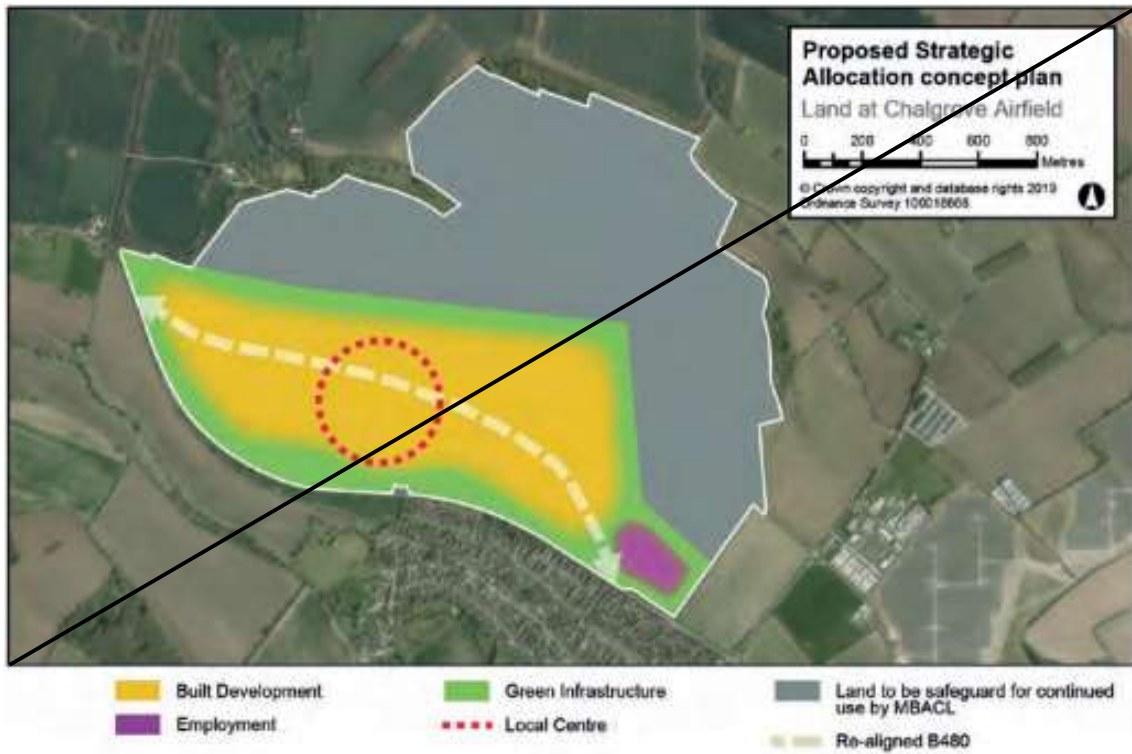 Proposed Strategic
Allocation concept plan
Land at Chalgrove Airfield
0 200 400 600 800
Metres
© Crown copyright and database rights 2019
Ordnance Survey 100018668
Built Development
Employment
Green Infrastructure
Local Centre
Land to be safeguard for continued
use by MBACL
Re-aligned B480